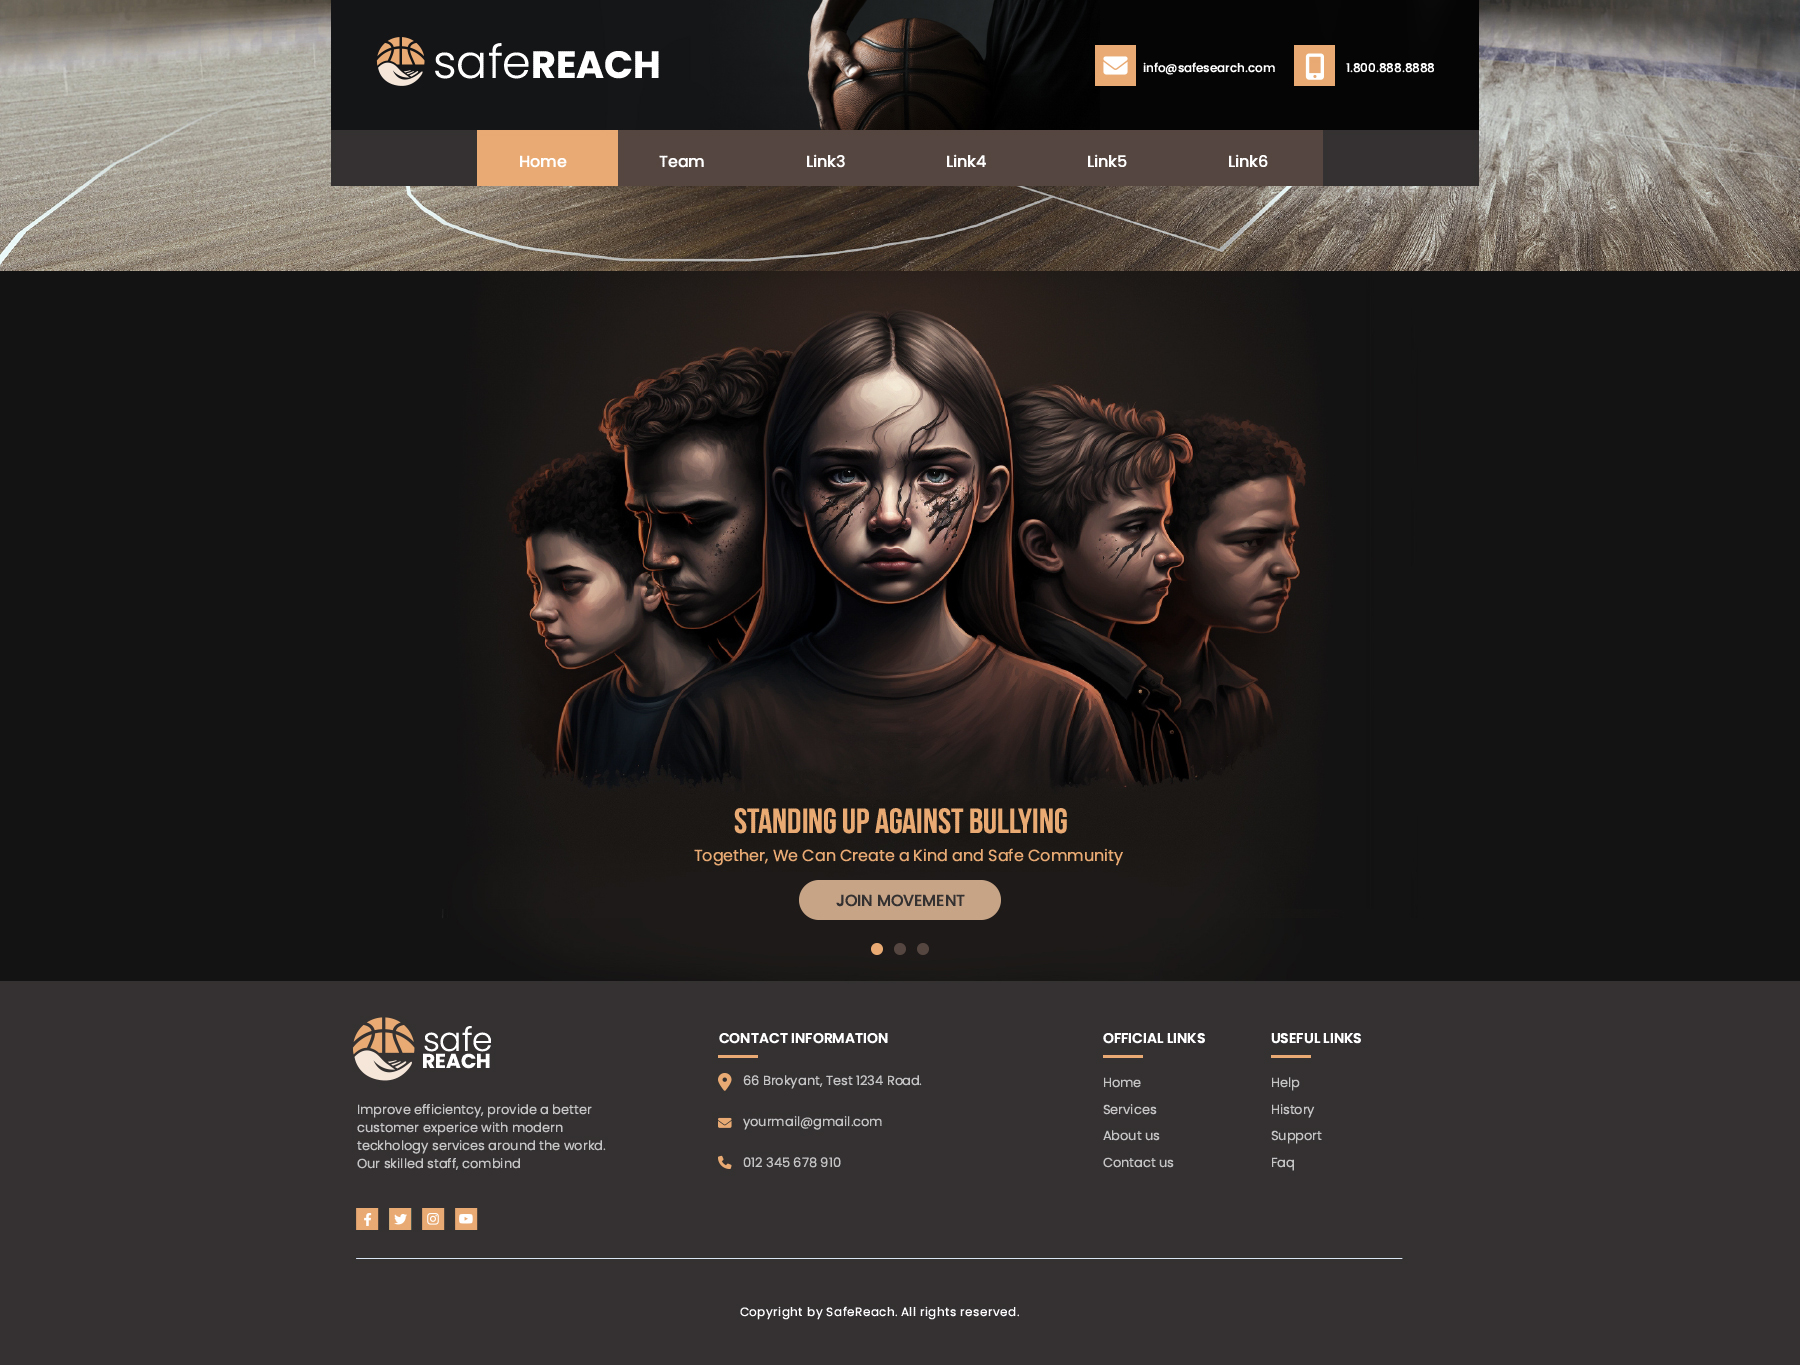 safeREACH
info@safesearch.com
1.800.888.8888
Home
Team
Link3
Link4
Link5
Link6
STANDING UP AGAINST BULLYING
Together, We Can Create a Kind and Safe Community
JOIN MOVEMENT
safe
REACH
Improve efficientcy, provide a better
customer experice with modern
teckhology services around the workd.
Our skilled staff, combind
CONTACT INFORMATION
66 Brokyant, Test 1234 Road.
yourmail@gmail.com
012 345 678 910
OFFICIAL LINKS
Home
Services
About us
Contact us
USEFUL LINKS
Help
History
Support
Faq
Copyright by SafeReach. All rights reserved.